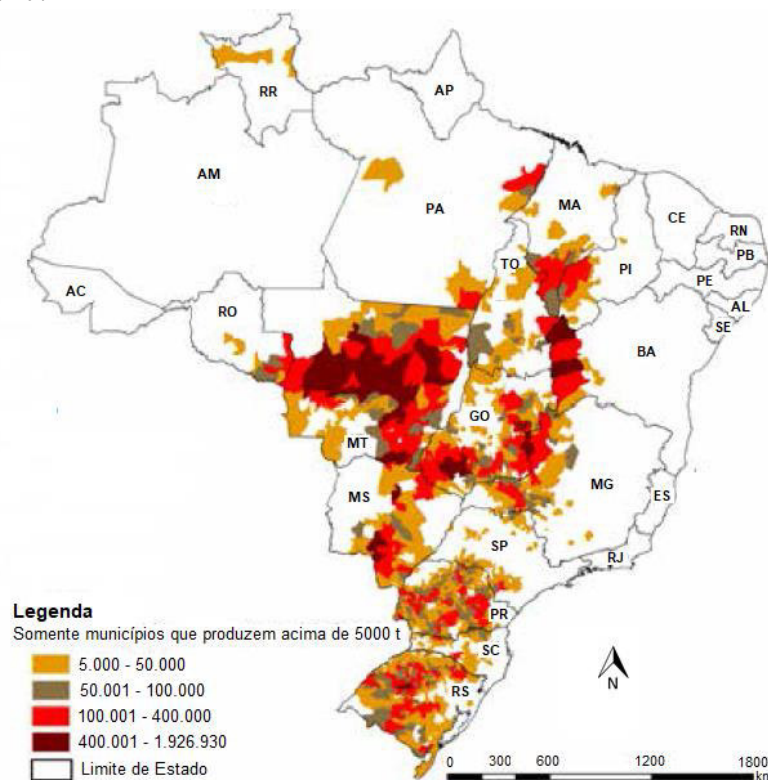 RR
AP
AM
PA
MA
CE
RN
PB
PE
AL
SE
PI
TO
AC
RO
BA
GO
MT
MG
ES
MS
SP
RJ
PR
SC
RS
Legenda
Somente municípios que produzem acima de 5000 t
5.000 - 50.000
50.001 - 100.000
100.001 - 400.000
400.001 - 1.926.930
Limite de Estado
N
0 300 600 1200 1800